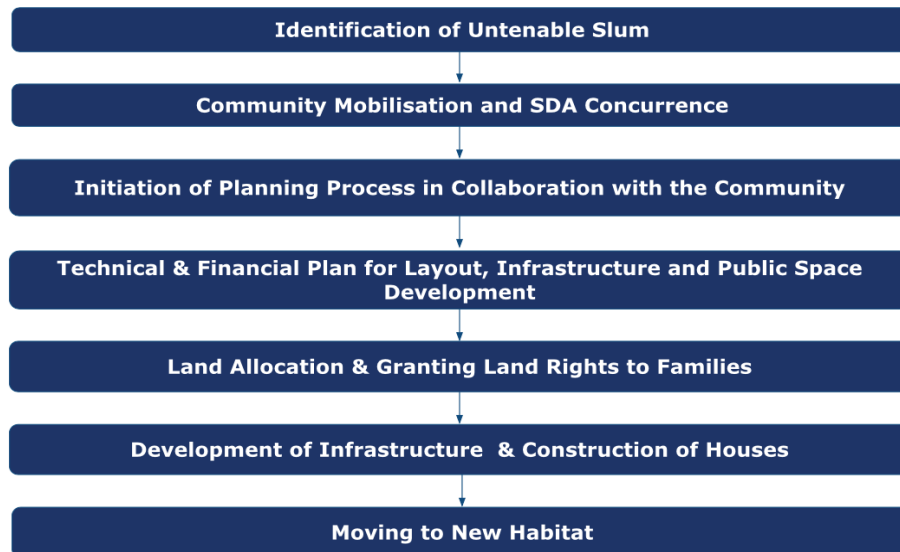 Identification of Untenable Slum
Community Mobilisation and SDA Concurrence
Initiation of Planning Process in Collaboration with the Community
Technical & Financial Plan for Layout, Infrastructure and Public Space
Development
Land Allocation & Granting Land Rights to Families
Development of Infrastructure & Construction of Houses
Moving to New Habitat